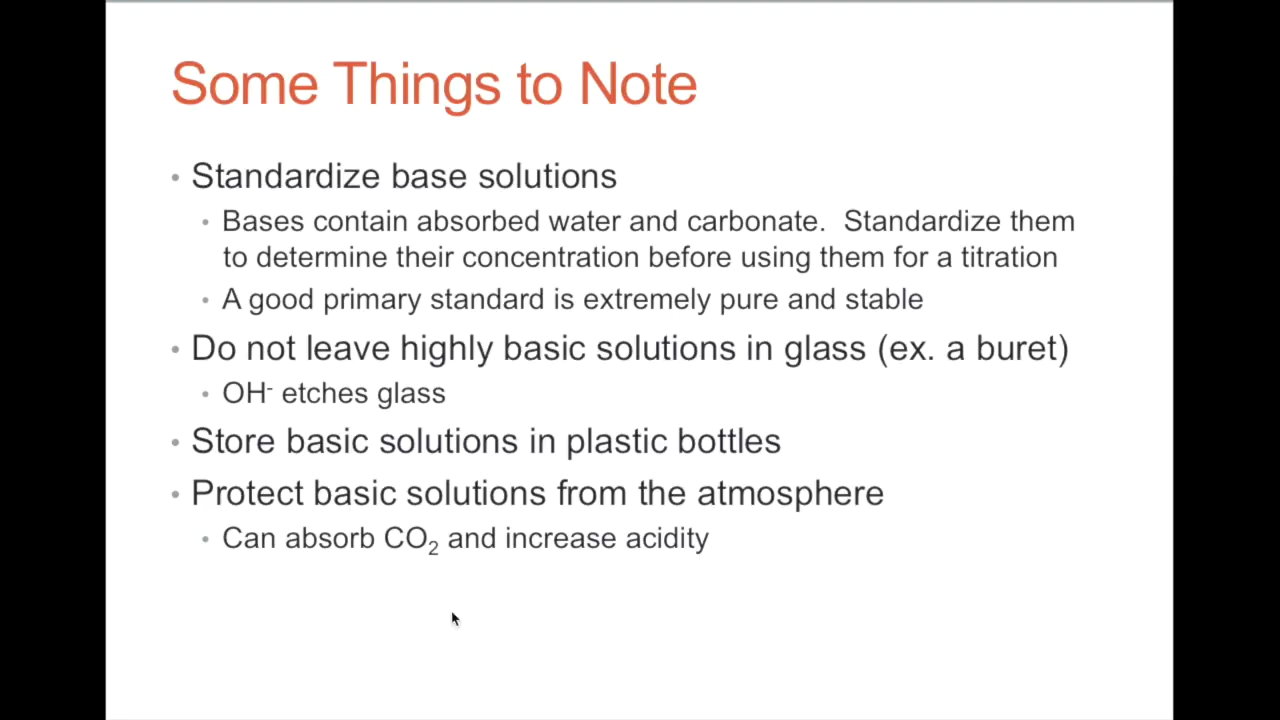 Some Things to Note
• Standardize base solutions
• Bases contain absorbed water and carbonate.  Standardize them
to determine their concentration before using them for a titration
• A good primary standard is extremely pure and stable
• Do not leave highly basic solutions in glass (ex. a buret)
• OH⁻ etches glass
• Store basic solutions in plastic bottles
• Protect basic solutions from the atmosphere
• Can absorb CO₂ and increase acidity